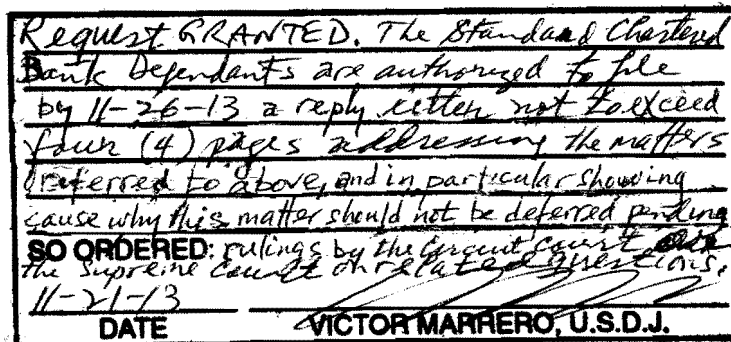 Request GRANTED. The Standard Chartered
Bank Defendants are authorized to file
by 11-26-13 a reply letter not to exceed
four (4) pages addressing the matters
referred to above, and in particular showing
cause why this matter should not be deferred pending
SO ORDERED: rulings by the Circuit Court
the Supreme Court on related questions.
11-21-13
DATE VICTOR MARRERO, U.S.D.J.